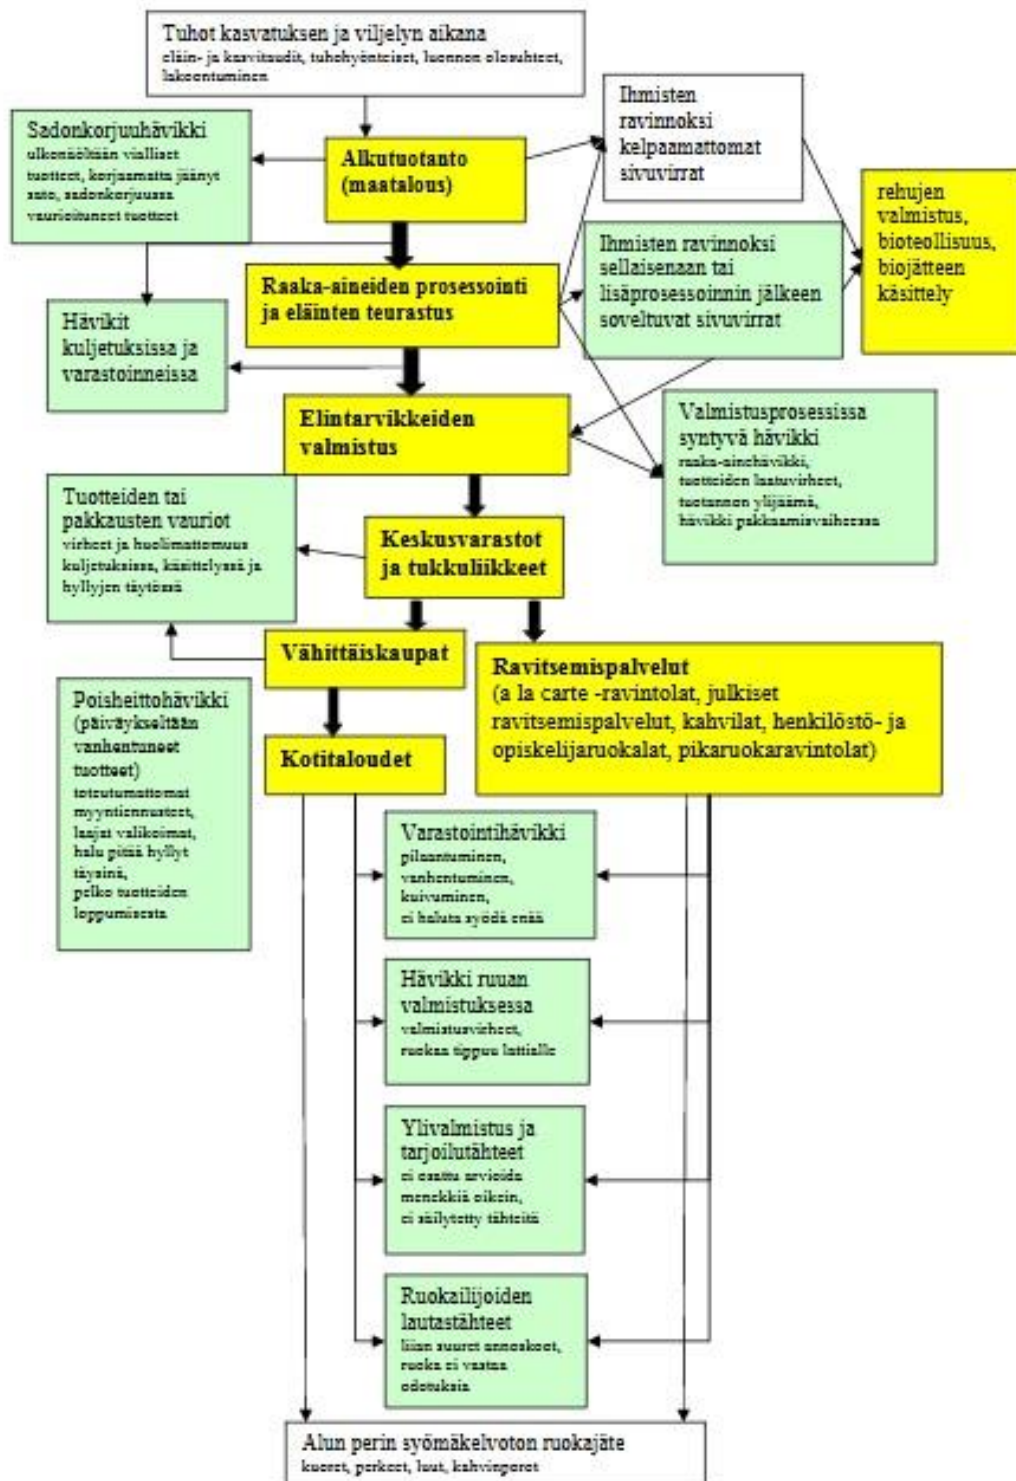 Tuhot kasvatuksen ja viljelyn aikana
eläin- ja kasvitaudit, tuhohyönteiset, luonnon olosuhteet,
lakoontuminen
Sadonkorjuuhävikki
ulkonäöltään vialliset
tuotteet, korjaamatta jäänyt
sato, sadonkorjuussa
vaurioituneet tuotteet
Alkutuotanto
(maatalous)
Ihmisten
ravinnoksi
kelpaamattomat
sivuvirrat
rehujen
valmistus,
bioteollisuus,
biojätteen
käsittely
Ihmisten ravinnoksi
sellaisenaan tai
lisäprosessoinnin jälkeen
soveltuvat sivuvirrat
Raaka-aineiden prosessointi
ja eläinten teurastus
Hävikit
kuljetuksissa ja
varastoinneissa
Elintarvikkeiden
valmistus
Valmistusprosessissa
syntyvä hävikki
raaka-ainehävikki,
tuotteiden laatuvirheet,
tuotannon ylijäämä,
hävikki pakkaamisvaiheessa
Tuotteiden tai
pakkausten vauriot
virheet ja huolimattomuus
kuljetuksissa, käsittelyssä ja
hyllyjen täytössä
Keskusvarastot
ja tukkuliikkeet
Vähittäiskaupat
Ravitsemispalvelut
(a la carte -ravintolat, julkiset
ravitsemispalvelut, kahvilat, henkilöstö- ja
opiskelijaruokalat, pikaruokaravintolat)
Poisheittohävikki
(päiväykseltään
vanhentuneet
tuotteet)
toteutumattomat
myyntiennusteet,
laajat valikoimat,
halu pitää hyllyt
täysinä,
pelko tuotteiden
loppumisesta
Kotitaloudet
Varastointihävikki
pilaantuminen,
vanhentuminen,
kuivuminen,
ei haluta syödä enää
Hävikki ruuan
valmistuksessa
valmistusvirheet,
ruokaa tippuu lattialle
Ylivalmistus ja
tarjoilutähteet
ei osattu arvioida
menekkiä oikein,
ei säilytetty tähteitä
Ruokailijoiden
lautastähteet
liian suuret annoskoot,
ruoka ei vastaa
odotuksia
Alun perin syömäkelvoton ruokajäte
kuoret, perkeet, luut, kahvinporot